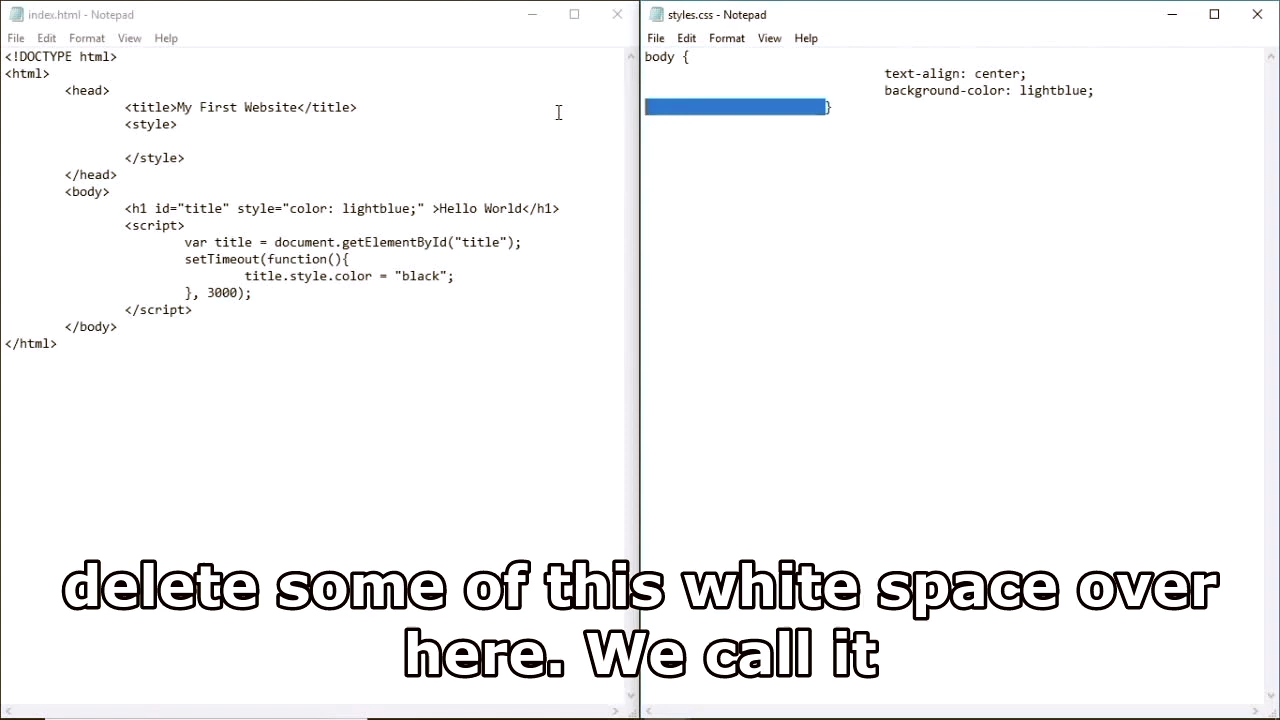 index.html - Notepad
File Edit Format View Help
<!DOCTYPE html>
<html>
<head>
<title>My First Website</title>
<style>
</style>
</head>
<body>
<h1 id="title" style="color: lightblue;" >Hello World</h1>
<script>
var title = document.getElementById("title");
setTimeout(function(){
title.style.color = "black";
}, 3000);
</script>
</body>
</html>
styles.css - Notepad
File Edit Format View Help
body {
text-align: center;
background-color: lightblue;
}
delete some of this white space over
here. We call it